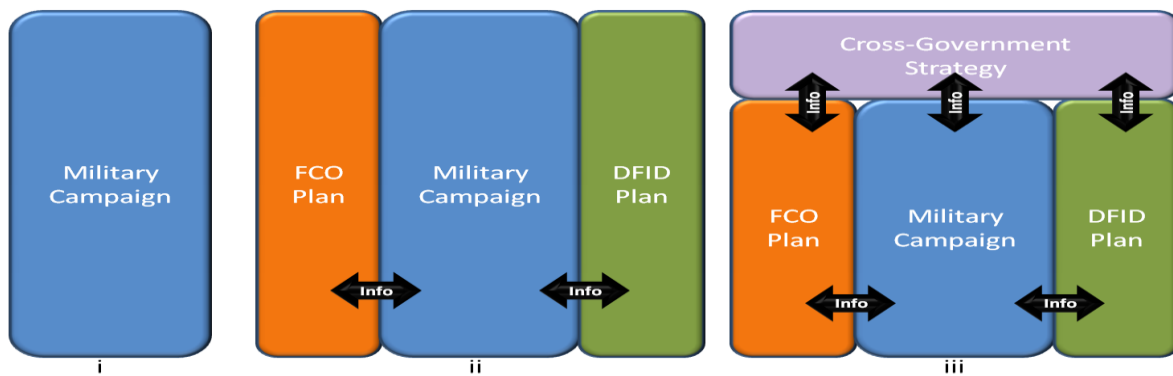 Military
Campaign
i
FCO
Plan
Military
Campaign
DFID
Plan
Info
Info
ii
Cross-Government
Strategy
Info
Info
Info
FCO
Plan
Military
Campaign
DFID
Plan
Info
Info
iii